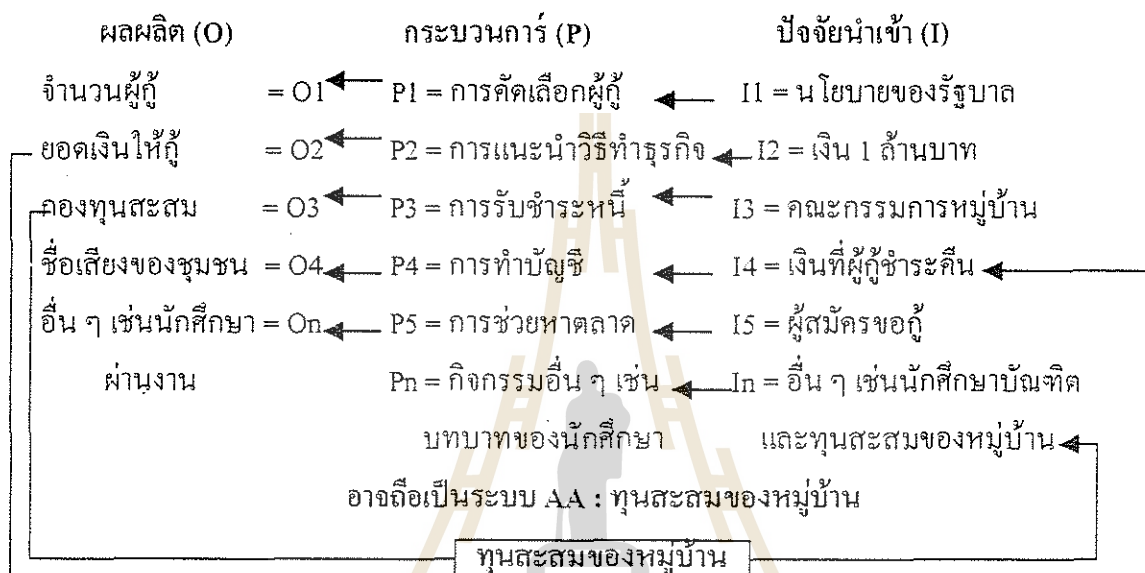 ผลผลิต (O) กระบวนการ์ (P) ปัจจัยนำเข้า (I)
จำนวนผู้กู้ = O1 P1 = การคัดเลือกผู้กู้ I1 = นโยบายของรัฐบาล
ยอดเงินให้กู้ = O2 P2 = การแนะนำวิธีทำธุรกิจ I2 = เงิน 1 ล้านบาท
กองทุนสะสม = O3 P3 = การรับชำระหนี้ I3 = คณะกรรมการหมู่บ้าน
ชื่อเสียงของชุมชน = O4 P4 = การทำบัญชี I4 = เงินที่ผู้กู้ชำระคืน
อื่น ๆ เช่นนักศึกษา = On P5 = การช่วยหาตลาด I5 = ผู้สมัครขอกู้
ผ่านงาน Pn = กิจกรรมอื่น ๆ เช่น In = อื่น ๆ เช่นนักศึกษาบัณฑิต
บทบาทของนักศึกษา และทุนสะสมของหมู่บ้าน
อาจถือเป็นระบบ AA : ทุนสะสมของหมู่บ้าน
ทุนสะสมของหมู่บ้าน